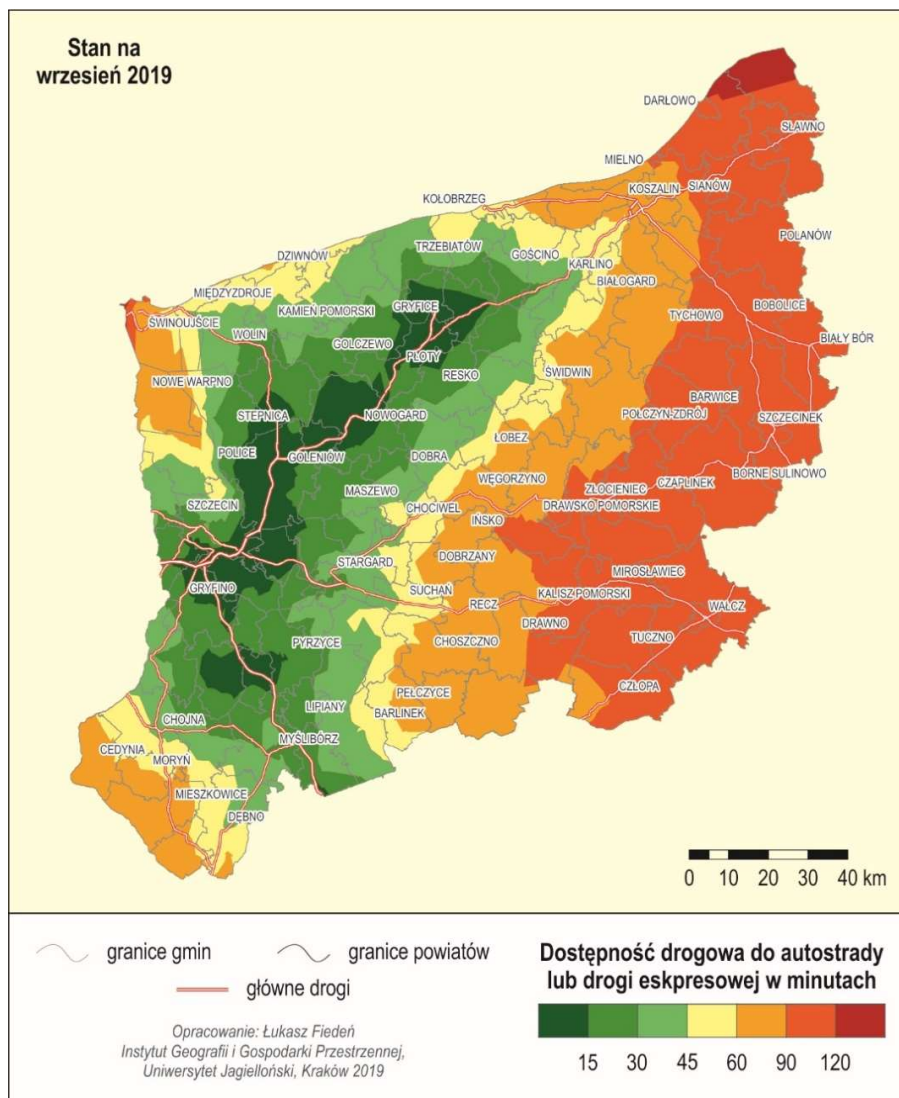 Stan na
wrzesień 2019
DARŁOWO
SŁAWNO
MIELNO
KOSZALIN
SIANÓW
KOŁOBRZEG
POLANÓW
TRZEBIATÓW
GOŚCINO
DZIWNÓW
KARLINO
BIAŁOGARD
MIĘDZYZDROJE
KAMIEŃ POMORSKI
GRYFICE
BOBOLICE
TYCHOWO
ŚWINOUJŚCIE
WOLIN
GOLCZEWO
PŁOTY
BIAŁY BÓR
RESKO
ŚWIDWIN
NOWE WARPNO
BARWICE
STEPNICA
NOWOGARD
POŁCZYN-ZDRÓJ
SZCZECINEK
ŁOBEZ
POLICE
GOLENIÓW
DOBRA
WĘGORZYNO
BORNE SULINOWO
CZAPLINEK
MASZEWO
ZŁOCIENIEC
SZCZECIN
CHOCIWEL
DRAWSKO POMORSKIE
IŃSKO
DOBRZANY
STARGARD
MIROSŁAWIEC
GRYFINO
SUCHAŃ
KALISZ POMORSKI
RECZ
WAŁCZ
DRAWNO
PYRZYCE
CHOSZCZNO
TUCZNO
CZŁOPA
PEŁCZYCE
LIPIANY
BARLINEK
CHOJNA
MYŚLIBÓRZ
CEDYNIA
MORYŃ
MIESZKOWICE
DĘBNO
0 10 20 30 40 km
granice gmin granice powiatów
główne drogi
Opracowanie: Łukasz Fiedeń
Instytut Geografii i Gospodarki Przestrzennej,
Uniwersytet Jagielloński, Kraków 2019
Dostępność drogowa do autostrady
lub drogi eskpresowej w minutach
15 30 45 60 90 120